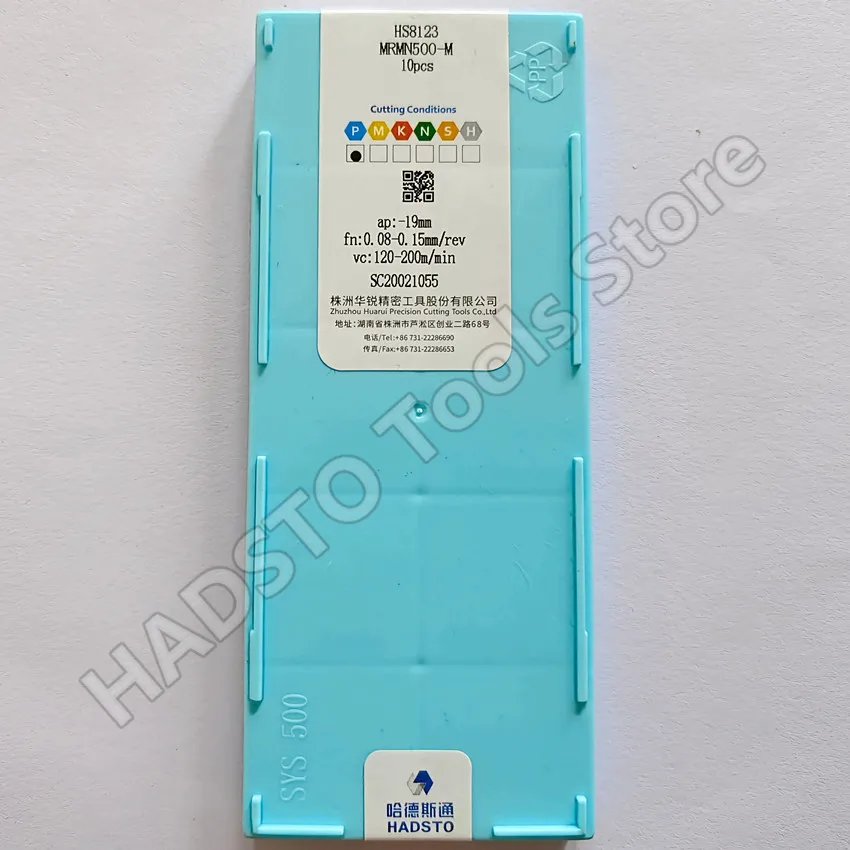 HS8123
MRMN500-M
10pcs
PP
Cutting Conditions
P M K N S H
ap:-19mm
fn:0.08-0.15mm/rev
vc:120-200m/min
SC20021055
株洲华锐精密工具股份有限公司
Zhuzhou Huarui Precision Cutting Tools Co.,Ltd
地址:湖南省株洲市芦淞区创业二路68号
电话/Tel:+86 731-22286690
传真/Fax:+86 731-22286653
HADSTO Tools Store
SYS 500
哈德斯通
HADSTO